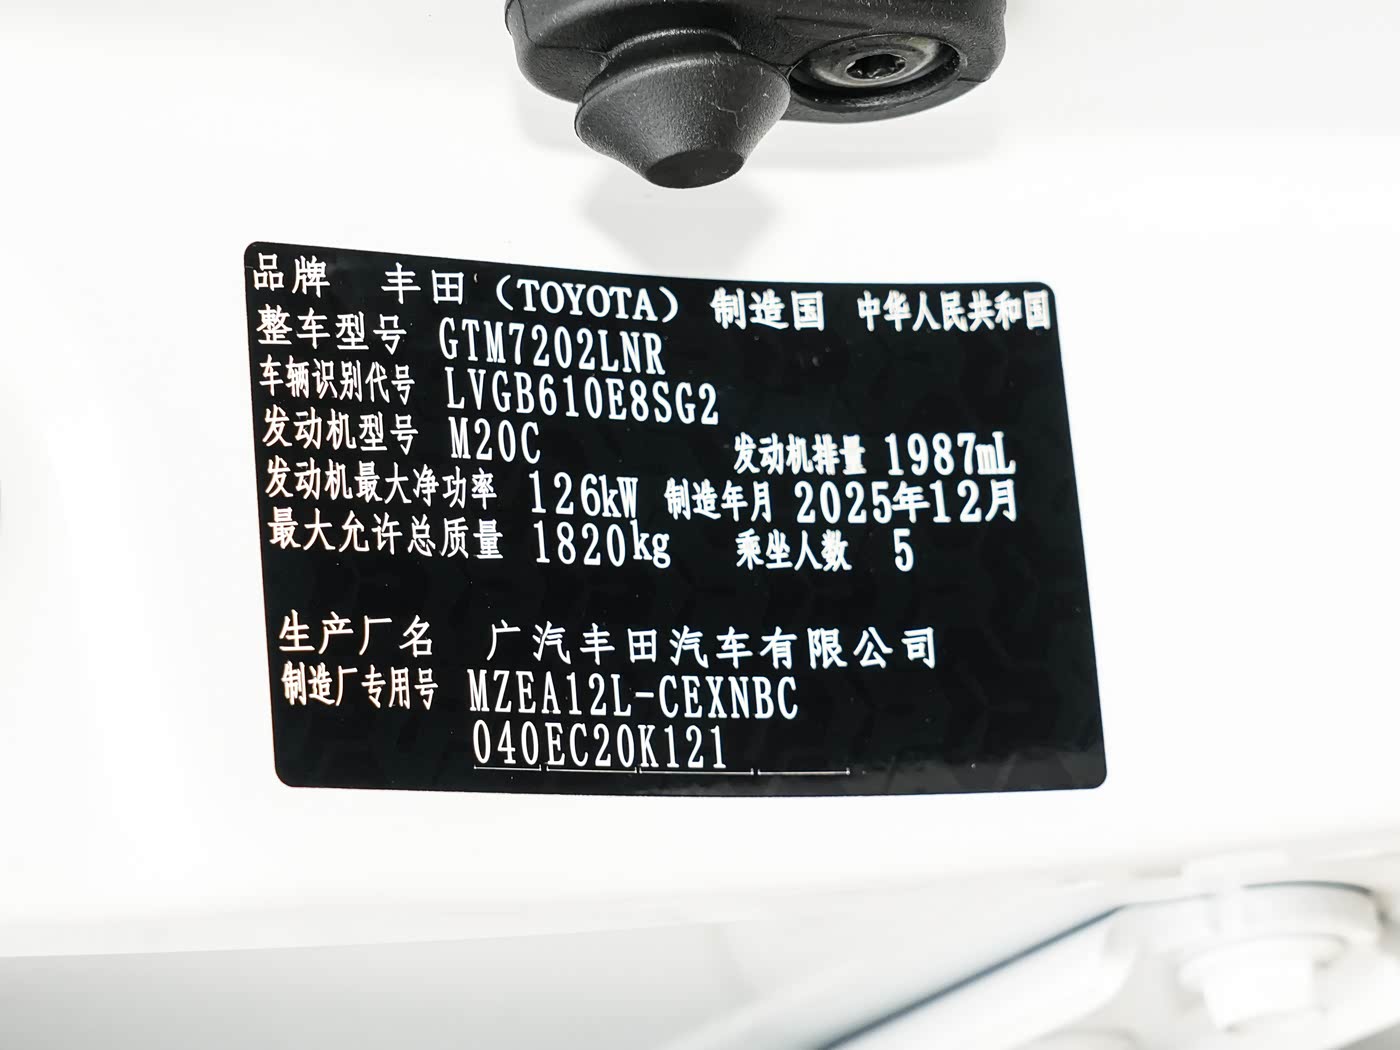 品牌 丰田（TOYOTA） 制造国 中华人民共和国
整车型号 GTM7202LNR
车辆识别代号 LVGB610E8SG2
发动机型号 M20C 发动机排量 1987mL
发动机最大净功率 126kW 制造年月 2025年12月
最大允许总质量 1820kg 乘坐人数 5
生产厂名 广汽丰田汽车有限公司
制造厂专用号 MZEA12L-CEXNBC
040EC20K121